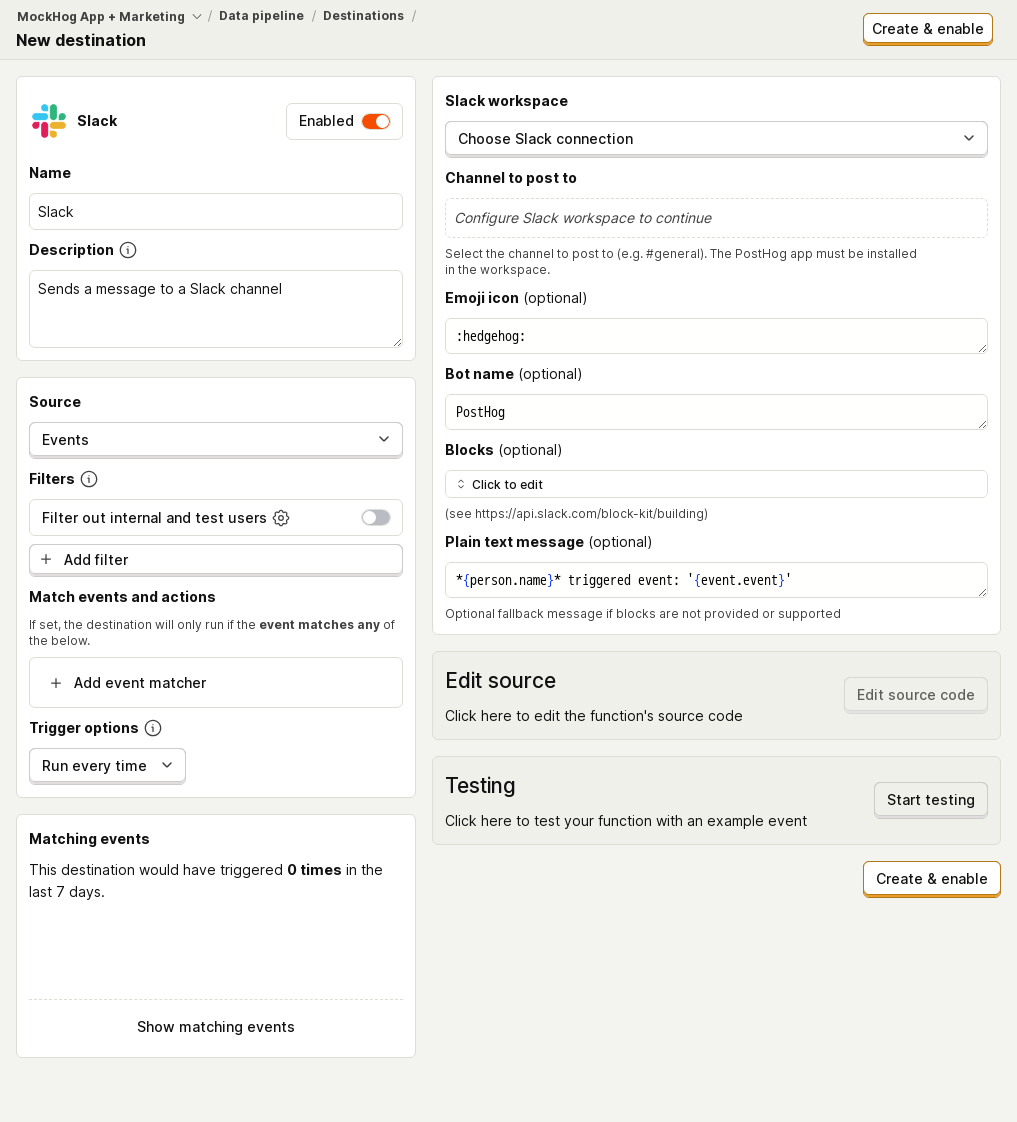 MockHog App + Marketing / Data pipeline / Destinations /
New destination
Create & enable
Slack
Enabled
Name
Slack
Description
Sends a message to a Slack channel
Source
Events
Filters
Filter out internal and test users
Add filter
Match events and actions
If set, the destination will only run if the event matches any of
the below.
Add event matcher
Trigger options
Run every time
Matching events
This destination would have triggered 0 times in the
last 7 days.
Show matching events
Slack workspace
Choose Slack connection
Channel to post to
Configure Slack workspace to continue
Select the channel to post to (e.g. #general). The PostHog app must be installed
in the workspace.
Emoji icon (optional)
:hedgehog:
Bot name (optional)
PostHog
Blocks (optional)
Click to edit
(see https://api.slack.com/block-kit/building)
Plain text message (optional)
*{person.name}* triggered event: '{event.event}'
Optional fallback message if blocks are not provided or supported
Edit source
Click here to edit the function's source code
Edit source code
Testing
Click here to test your function with an example event
Start testing
Create & enable